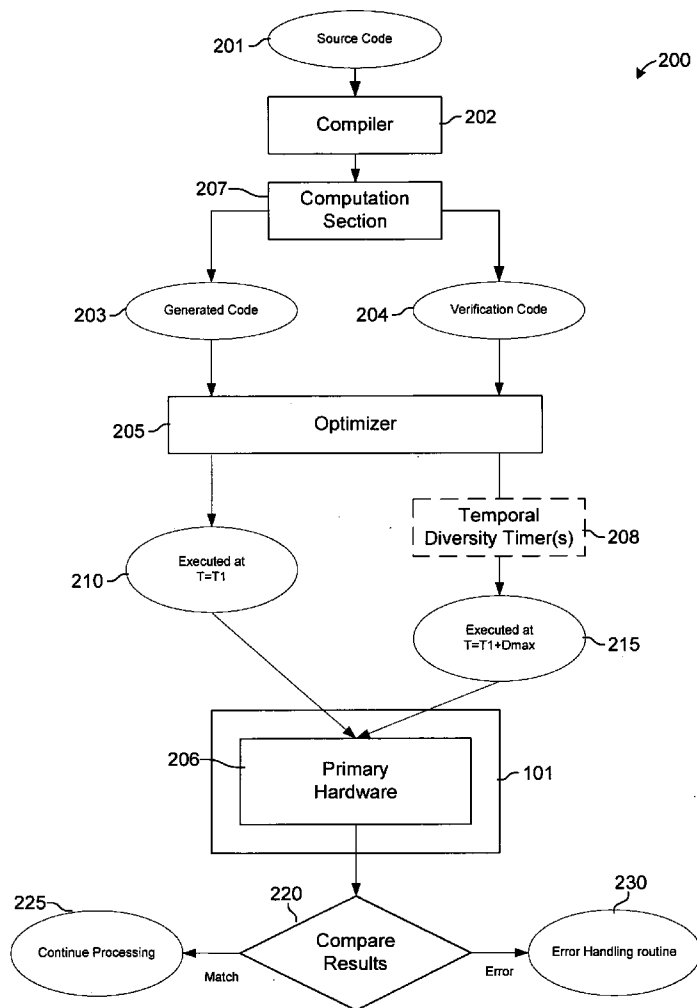 201
Source Code
200
Compiler
202
207
Computation
Section
203
Generated Code
204
Verification Code
205
Optimizer
Temporal
Diversity Timer(s)
208
210
Executed at
T=T1
Executed at
T=T1+Dmax
215
206
Primary
Hardware
101
225
220
230
Continue Processing
Match
Compare
Results
Error
Error Handling routine